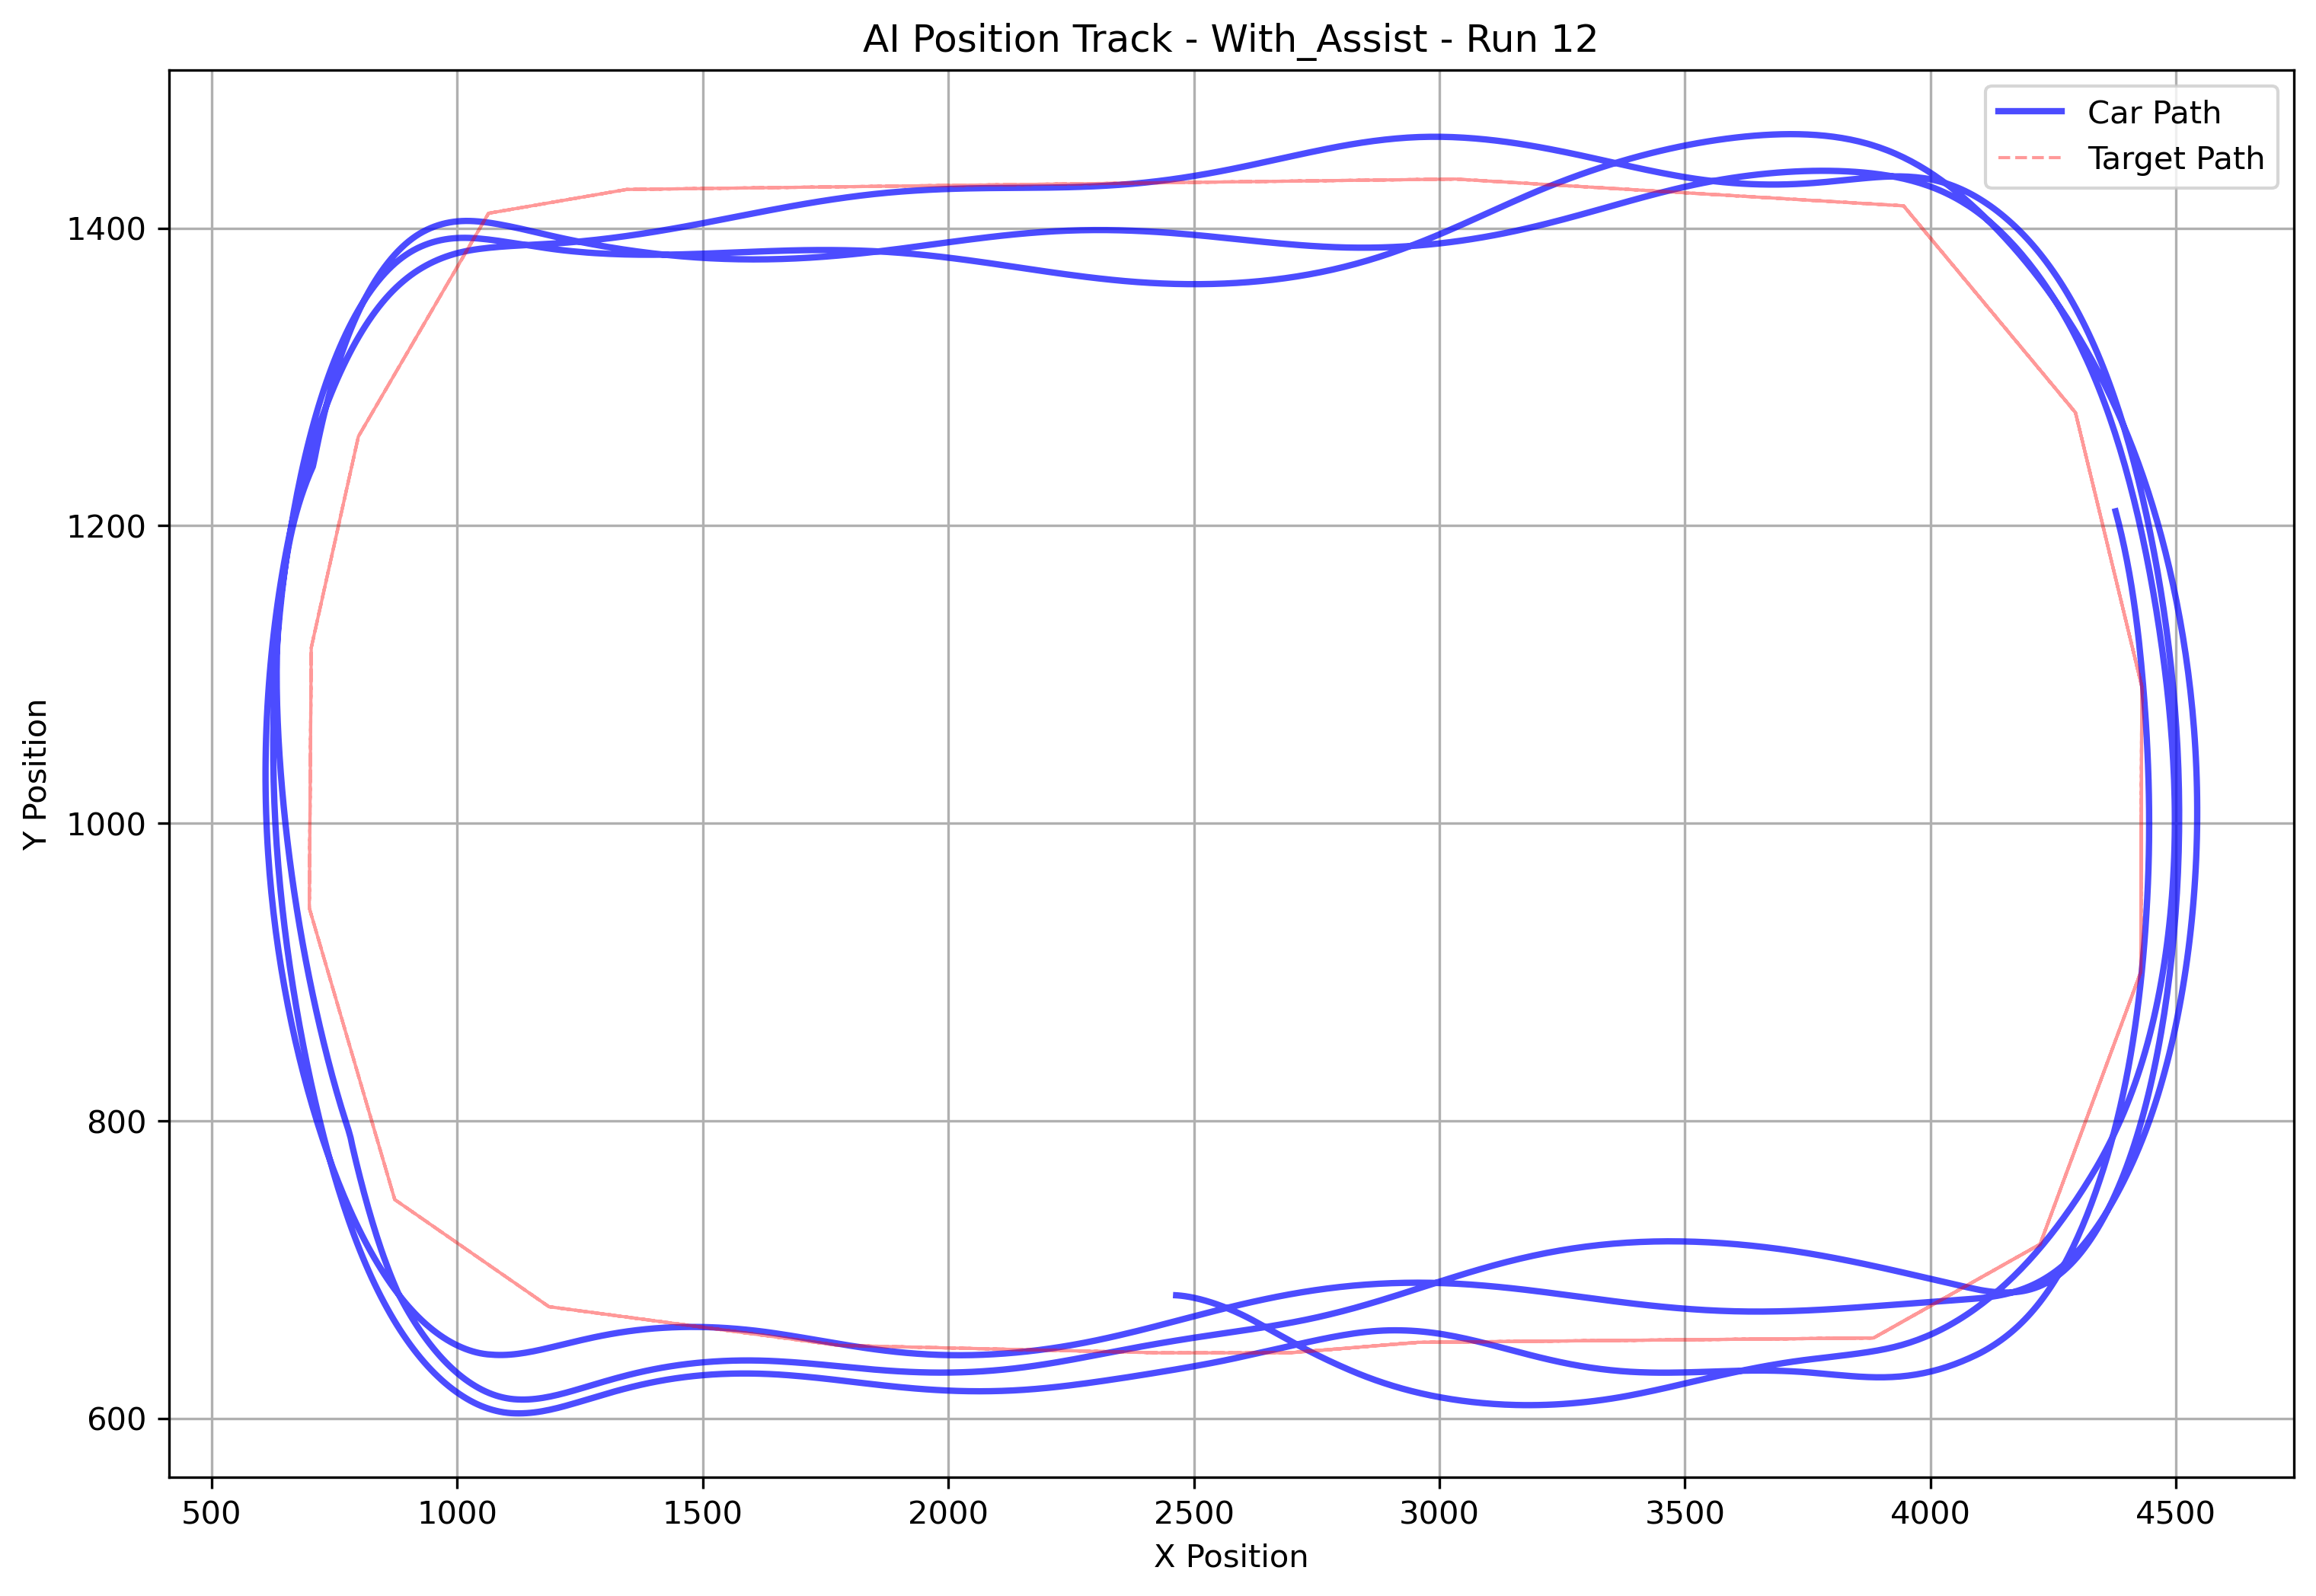 AI Position Track - With_Assist - Run 12
Car Path
Target Path
Y Position
1400
1200
1000
800
600
500 1000 1500 2000 2500 3000 3500 4000 4500
X Position